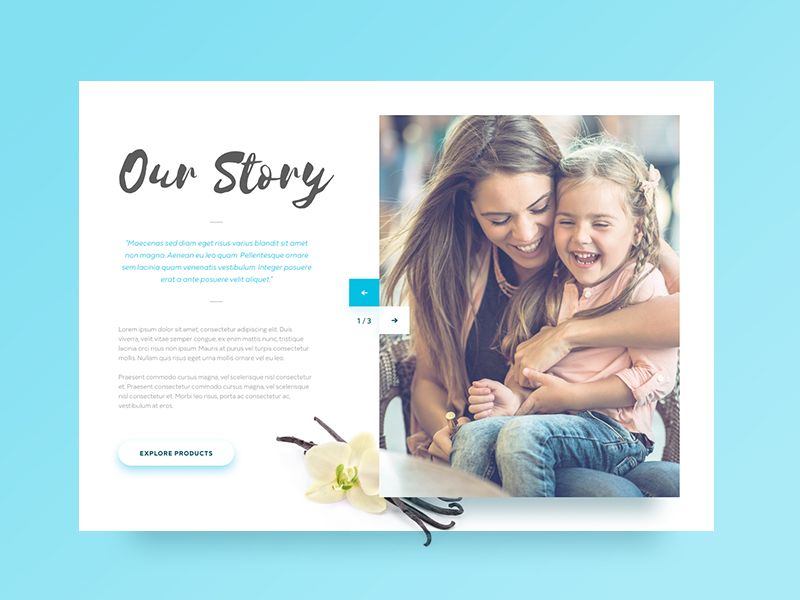 Our Story
"Maecenas sed diam eget risus varius blandit sit amet
non magna. Aenean eu leo quam. Pellentesque ornare
sem lacinia quam venenatis vestibulum. Integer posuere
erat a ante posuere velit aliquet."
Lorem ipsum dolor sit amet, consectetur adipiscing elit. Duis
viverra, velit vitae semper congue, ex enim mattis nunc, tristique
lacinia orci risus non ipsum. Mauris at purus vel turpis consectetur
mollis. Nullam quis risus eget urna mollis ornare vel eu leo.
Praesent commodo cursus magna, vel scelerisque nisl consectetur
et. Praesent consectetur commodo cursus magna, vel scelerisque
nisl consectetur et. Morbi leo risus, porta ac consectetur ac,
vestibulum at eros.
EXPLORE PRODUCTS
1 / 3